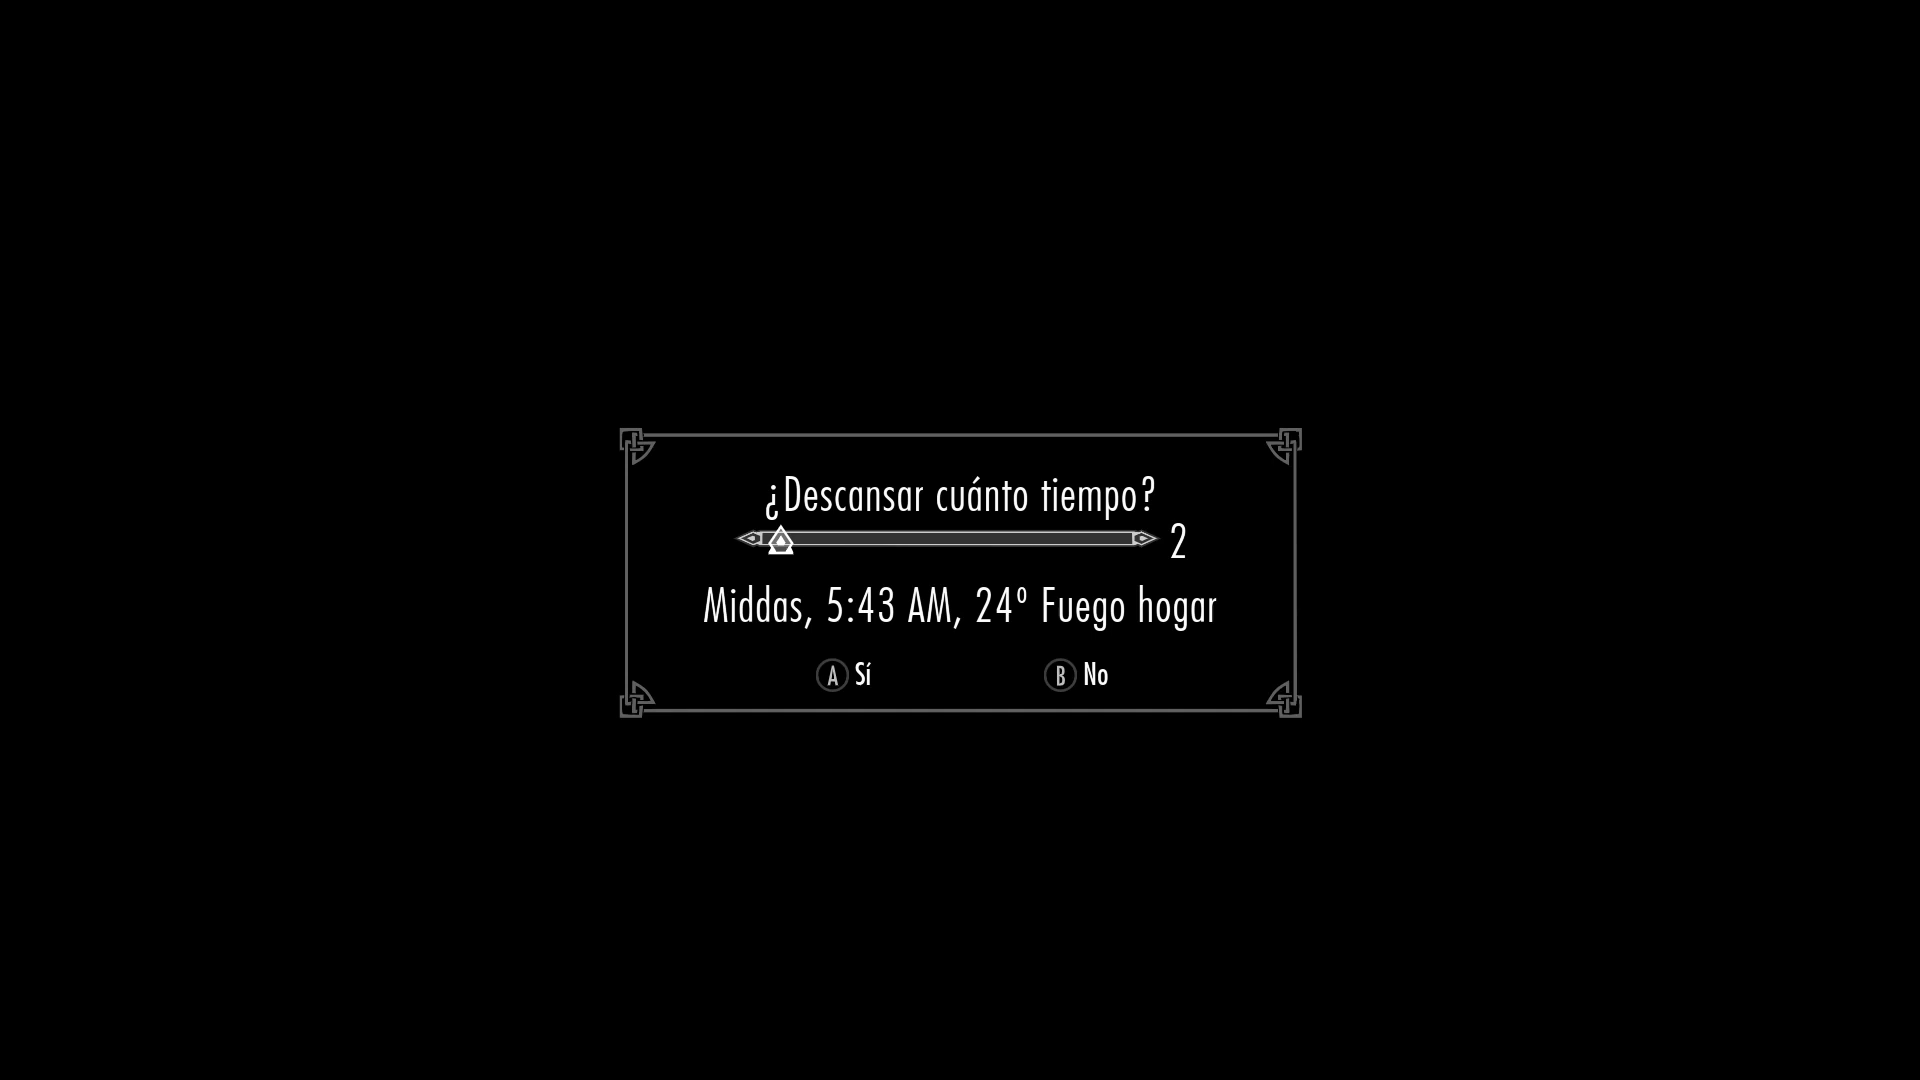 ¿Descansar cuánto tiempo?
2
Middas, 5:43 AM, 24º Fuego hogar
A Sí
B No